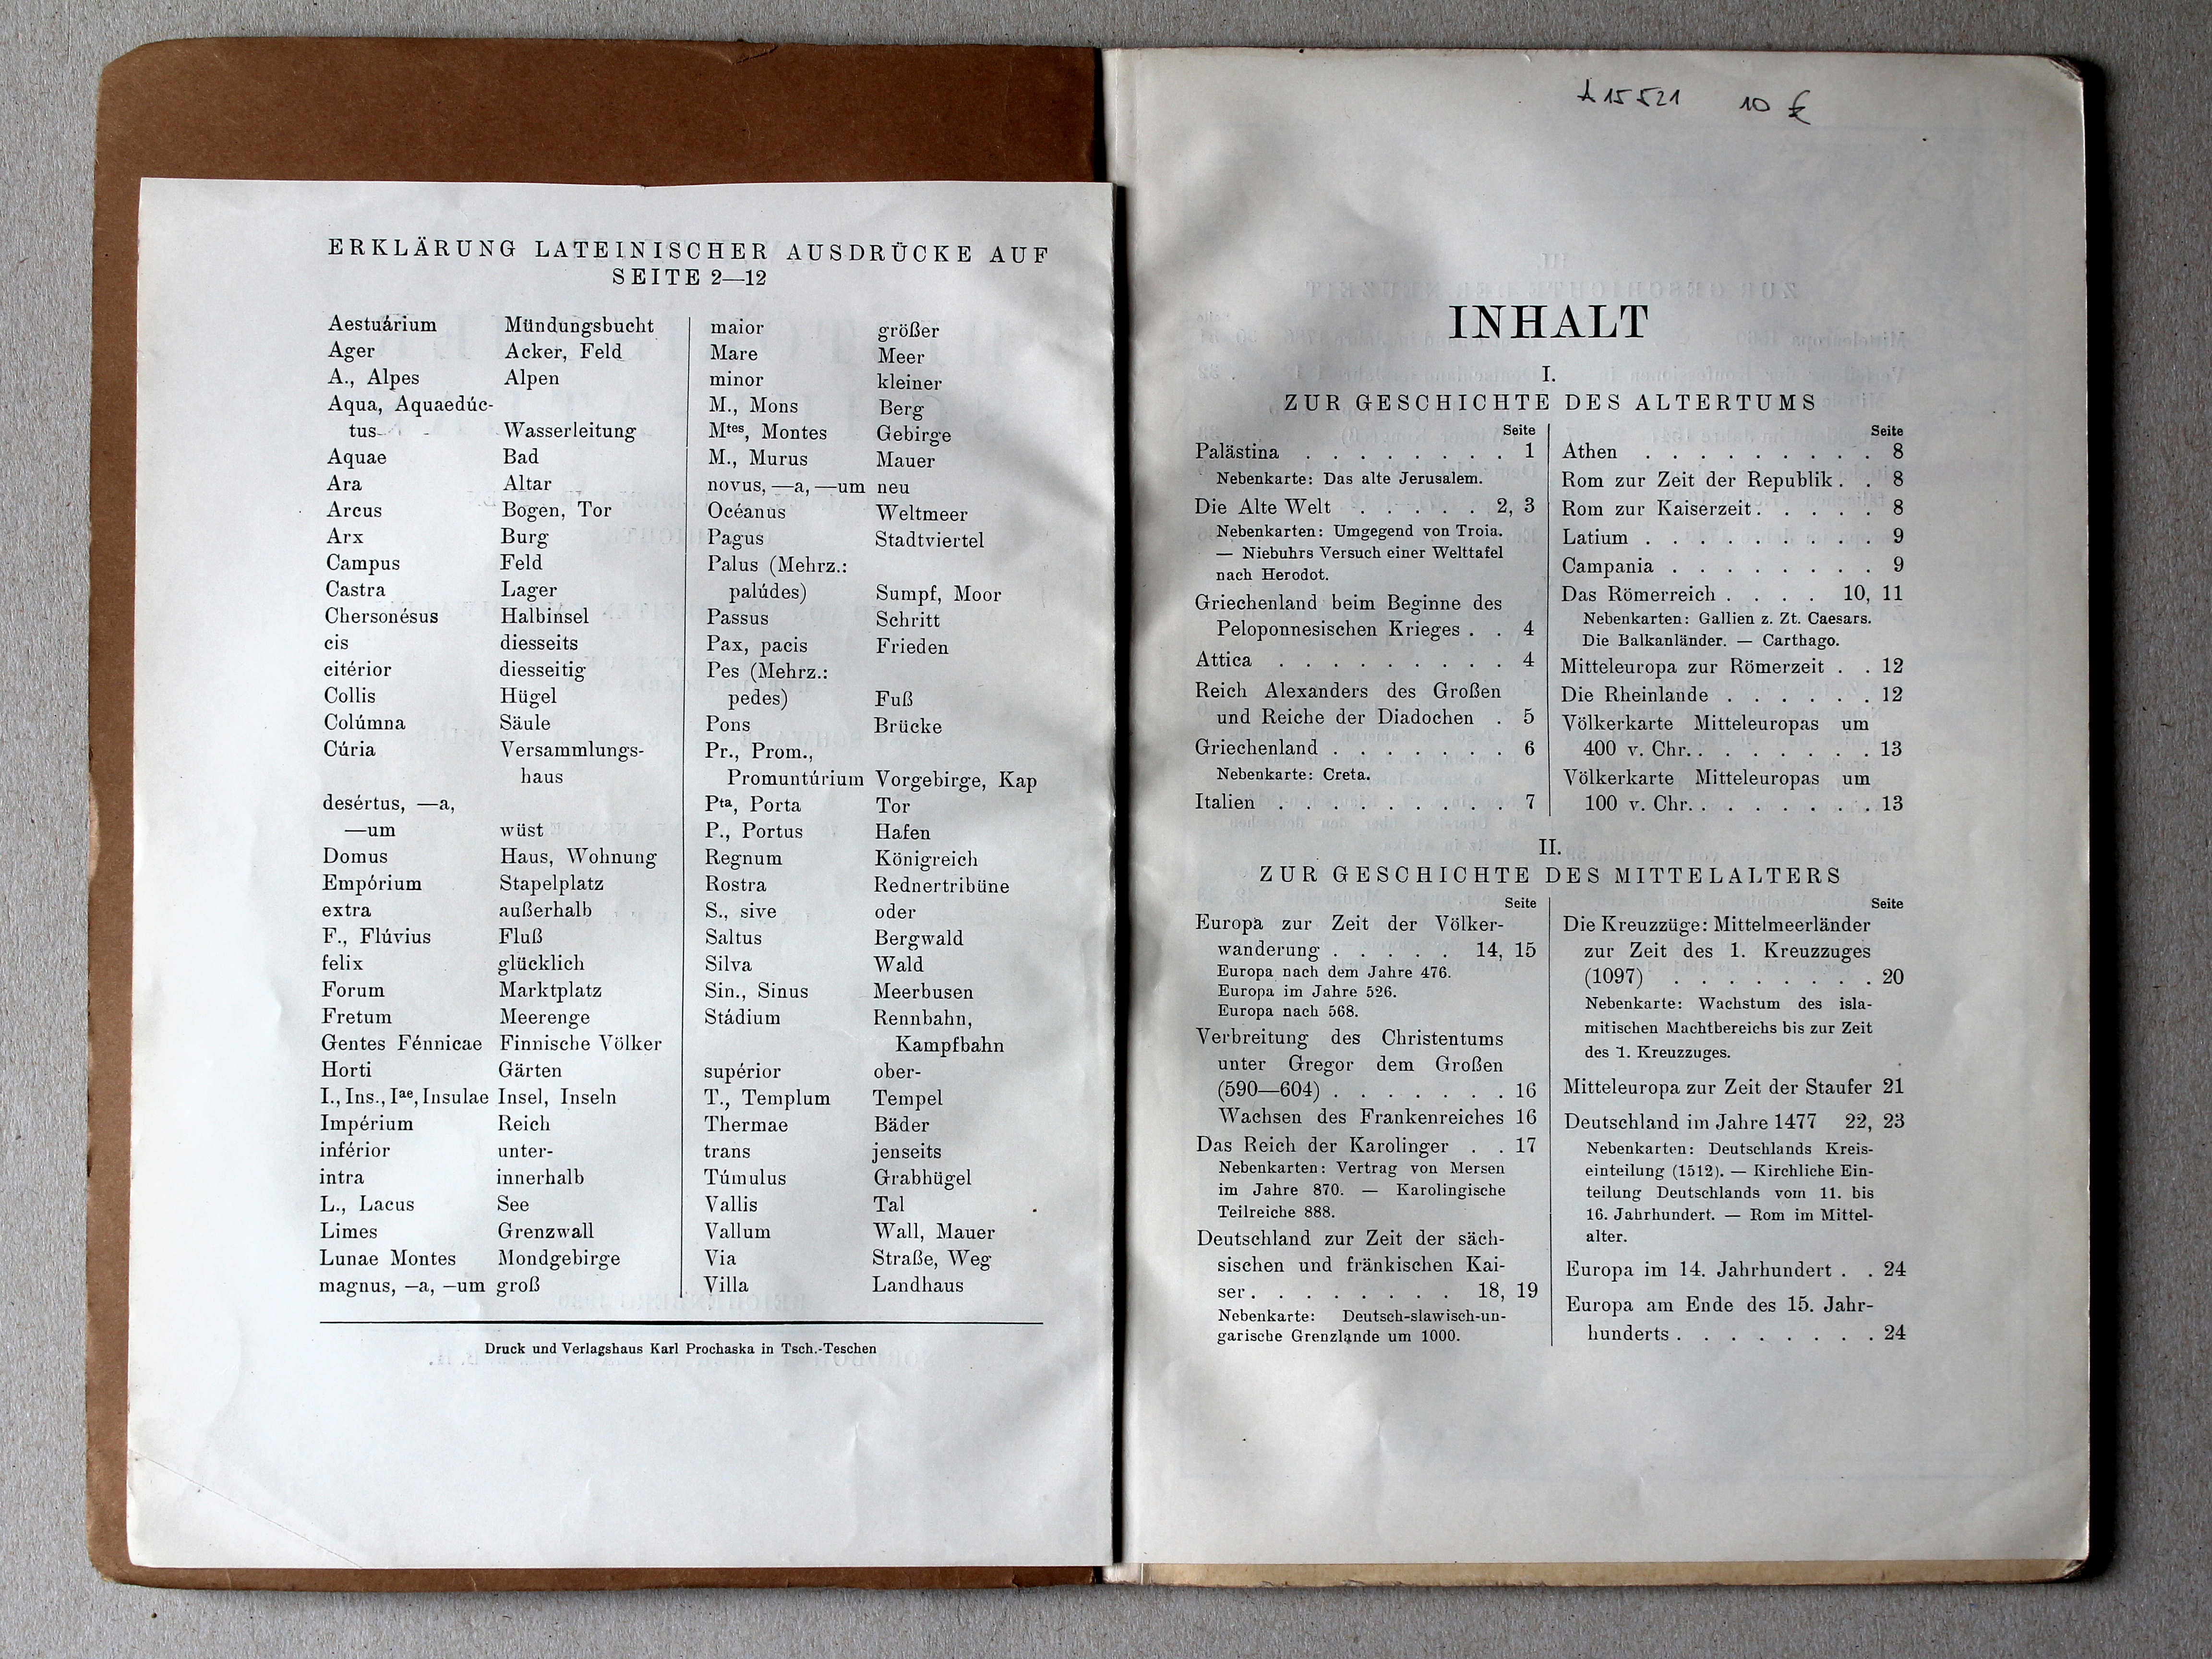 ERKLÄRUNG LATEINISCHER AUSDRÜCKE AUF
SEITE 2—12
Aestuárium Mündungsbucht
Ager Acker, Feld
A., Alpes Alpen
Aqua, Aquaedúc-
tus Wasserleitung
Aquae Bad
Ara Altar
Arcus Bogen, Tor
Arx Burg
Campus Feld
Castra Lager
Chersonésus Halbinsel
cis diesseits
citérior diesseitig
Collis Hügel
Colúmna Säule
Cúria Versammlungs-
haus
desértus, —a,
—um wüst
Domus Haus, Wohnung
Empórium Stapelplatz
extra außerhalb
F., Flúvius Fluß
felix glücklich
Forum Marktplatz
Fretum Meerenge
Gentes Fénnicae Finnische Völker
Horti Gärten
I., Ins., Iae, Insulae Insel, Inseln
Impérium Reich
inférior unter-
intra innerhalb
L., Lacus See
Limes Grenzwall
Lunae Montes Mondgebirge
magnus, —a, —um groß
maior größer
Mare Meer
minor kleiner
M., Mons Berg
Mtes, Montes Gebirge
M., Murus Mauer
novus, —a, —um neu
Océanus Weltmeer
Pagus Stadtviertel
Palus (Mehrz.:
palúdes) Sumpf, Moor
Passus Schritt
Pax, pacis Frieden
Pes (Mehrz.:
pedes) Fuß
Pons Brücke
Pr., Prom.,
Promuntúrium Vorgebirge, Kap
Pta, Porta Tor
P., Portus Hafen
Regnum Königreich
Rostra Rednertribüne
S., sive oder
Saltus Bergwald
Silva Wald
Sin., Sinus Meerbusen
Stádium Rennbahn,
Kampfbahn
supérior ober-
T., Templum Tempel
Thermae Bäder
trans jenseits
Túmulus Grabhügel
Vallis Tal
Vallum Wall, Mauer
Via Straße, Weg
Villa Landhaus
Druck und Verlagshaus Karl Prochaska in Tsch.-Teschen
A 15521 10 €
INHALT
I.
ZUR GESCHICHTE DES ALTERTUMS
Seite
Palästina . . . . . . . . 1
Nebenkarte: Das alte Jerusalem.
Die Alte Welt . . . . . 2, 3
Nebenkarten: Umgegend von Troia.
— Niebuhrs Versuch einer Welttafel
nach Herodot.
Griechenland beim Beginne des
Peloponnesischen Krieges . . 4
Attica . . . . . . . . . 4
Reich Alexanders des Großen
und Reiche der Diadochen . 5
Griechenland . . . . . . . 6
Nebenkarte: Creta.
Italien . . . . . . . . . 7
Seite
Athen . . . . . . . . . 8
Rom zur Zeit der Republik . . 8
Rom zur Kaiserzeit . . . . . 8
Latium . . . . . . . . . 9
Campania . . . . . . . . 9
Das Römerreich . . . . 10, 11
Nebenkarten: Gallien z. Zt. Caesars.
Die Balkanländer. — Carthago.
Mitteleuropa zur Römerzeit . . 12
Die Rheinlande . . . . . . 12
Völkerkarte Mitteleuropas um
400 v. Chr. . . . . . . . 13
Völkerkarte Mitteleuropas um
100 v. Chr. . . . . . . . 13
II.
ZUR GESCHICHTE DES MITTELALTERS
Seite
Europa zur Zeit der Völker-
wanderung . . . . . 14, 15
Europa nach dem Jahre 476.
Europa im Jahre 526.
Europa nach 568.
Verbreitung des Christentums
unter Gregor dem Großen
(590—604) . . . . . . . 16
Wachsen des Frankenreiches 16
Das Reich der Karolinger . . 17
Nebenkarten: Vertrag von Mersen
im Jahre 870. — Karolingische
Teilreiche 888.
Deutschland zur Zeit der säch-
sischen und fränkischen Kai-
ser . . . . . . . . 18, 19
Nebenkarte: Deutsch-slawisch-un-
garische Grenzlande um 1000.
Seite
Die Kreuzzüge: Mittelmeerländer
zur Zeit des 1. Kreuzzuges
(1097) . . . . . . . . 20
Nebenkarte: Wachstum des isla-
mitischen Machtbereichs bis zur Zeit
des 1. Kreuzzuges.
Mitteleuropa zur Zeit der Staufer 21
Deutschland im Jahre 1477 22, 23
Nebenkarten: Deutschlands Kreis-
einteilung (1512). — Kirchliche Ein-
teilung Deutschlands vom 11. bis
16. Jahrhundert. — Rom im Mittel-
alter.
Europa im 14. Jahrhundert . . 24
Europa am Ende des 15. Jahr-
hunderts . . . . . . . . 24